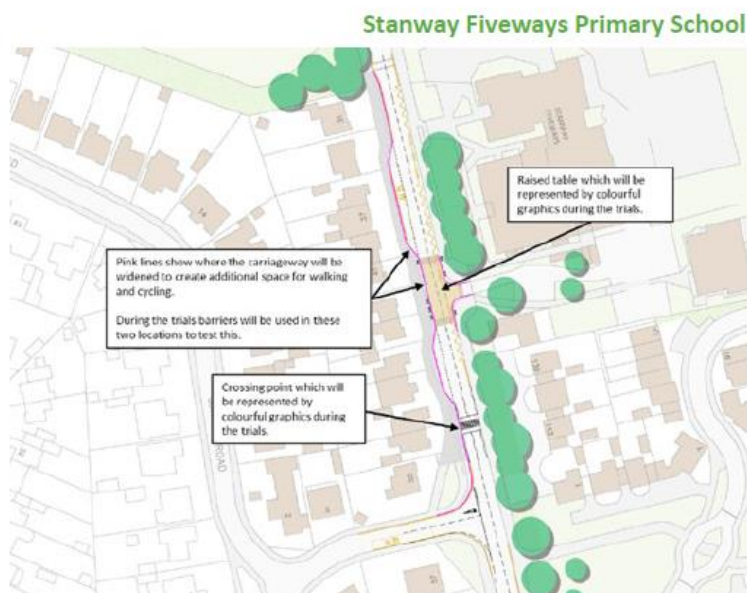 Stanway Fiveways Primary School
STANWAY
FIVEWAYS
Raised table which will be
represented by colourful
graphics during the trials.
Pink lines show where the carriageway will be
widened to create additional space for walking
and cycling.
During the trials barriers will be used in these
two locations to test this.
Crossing point which will
be represented by
colourful graphics during
the trials.
ROAD